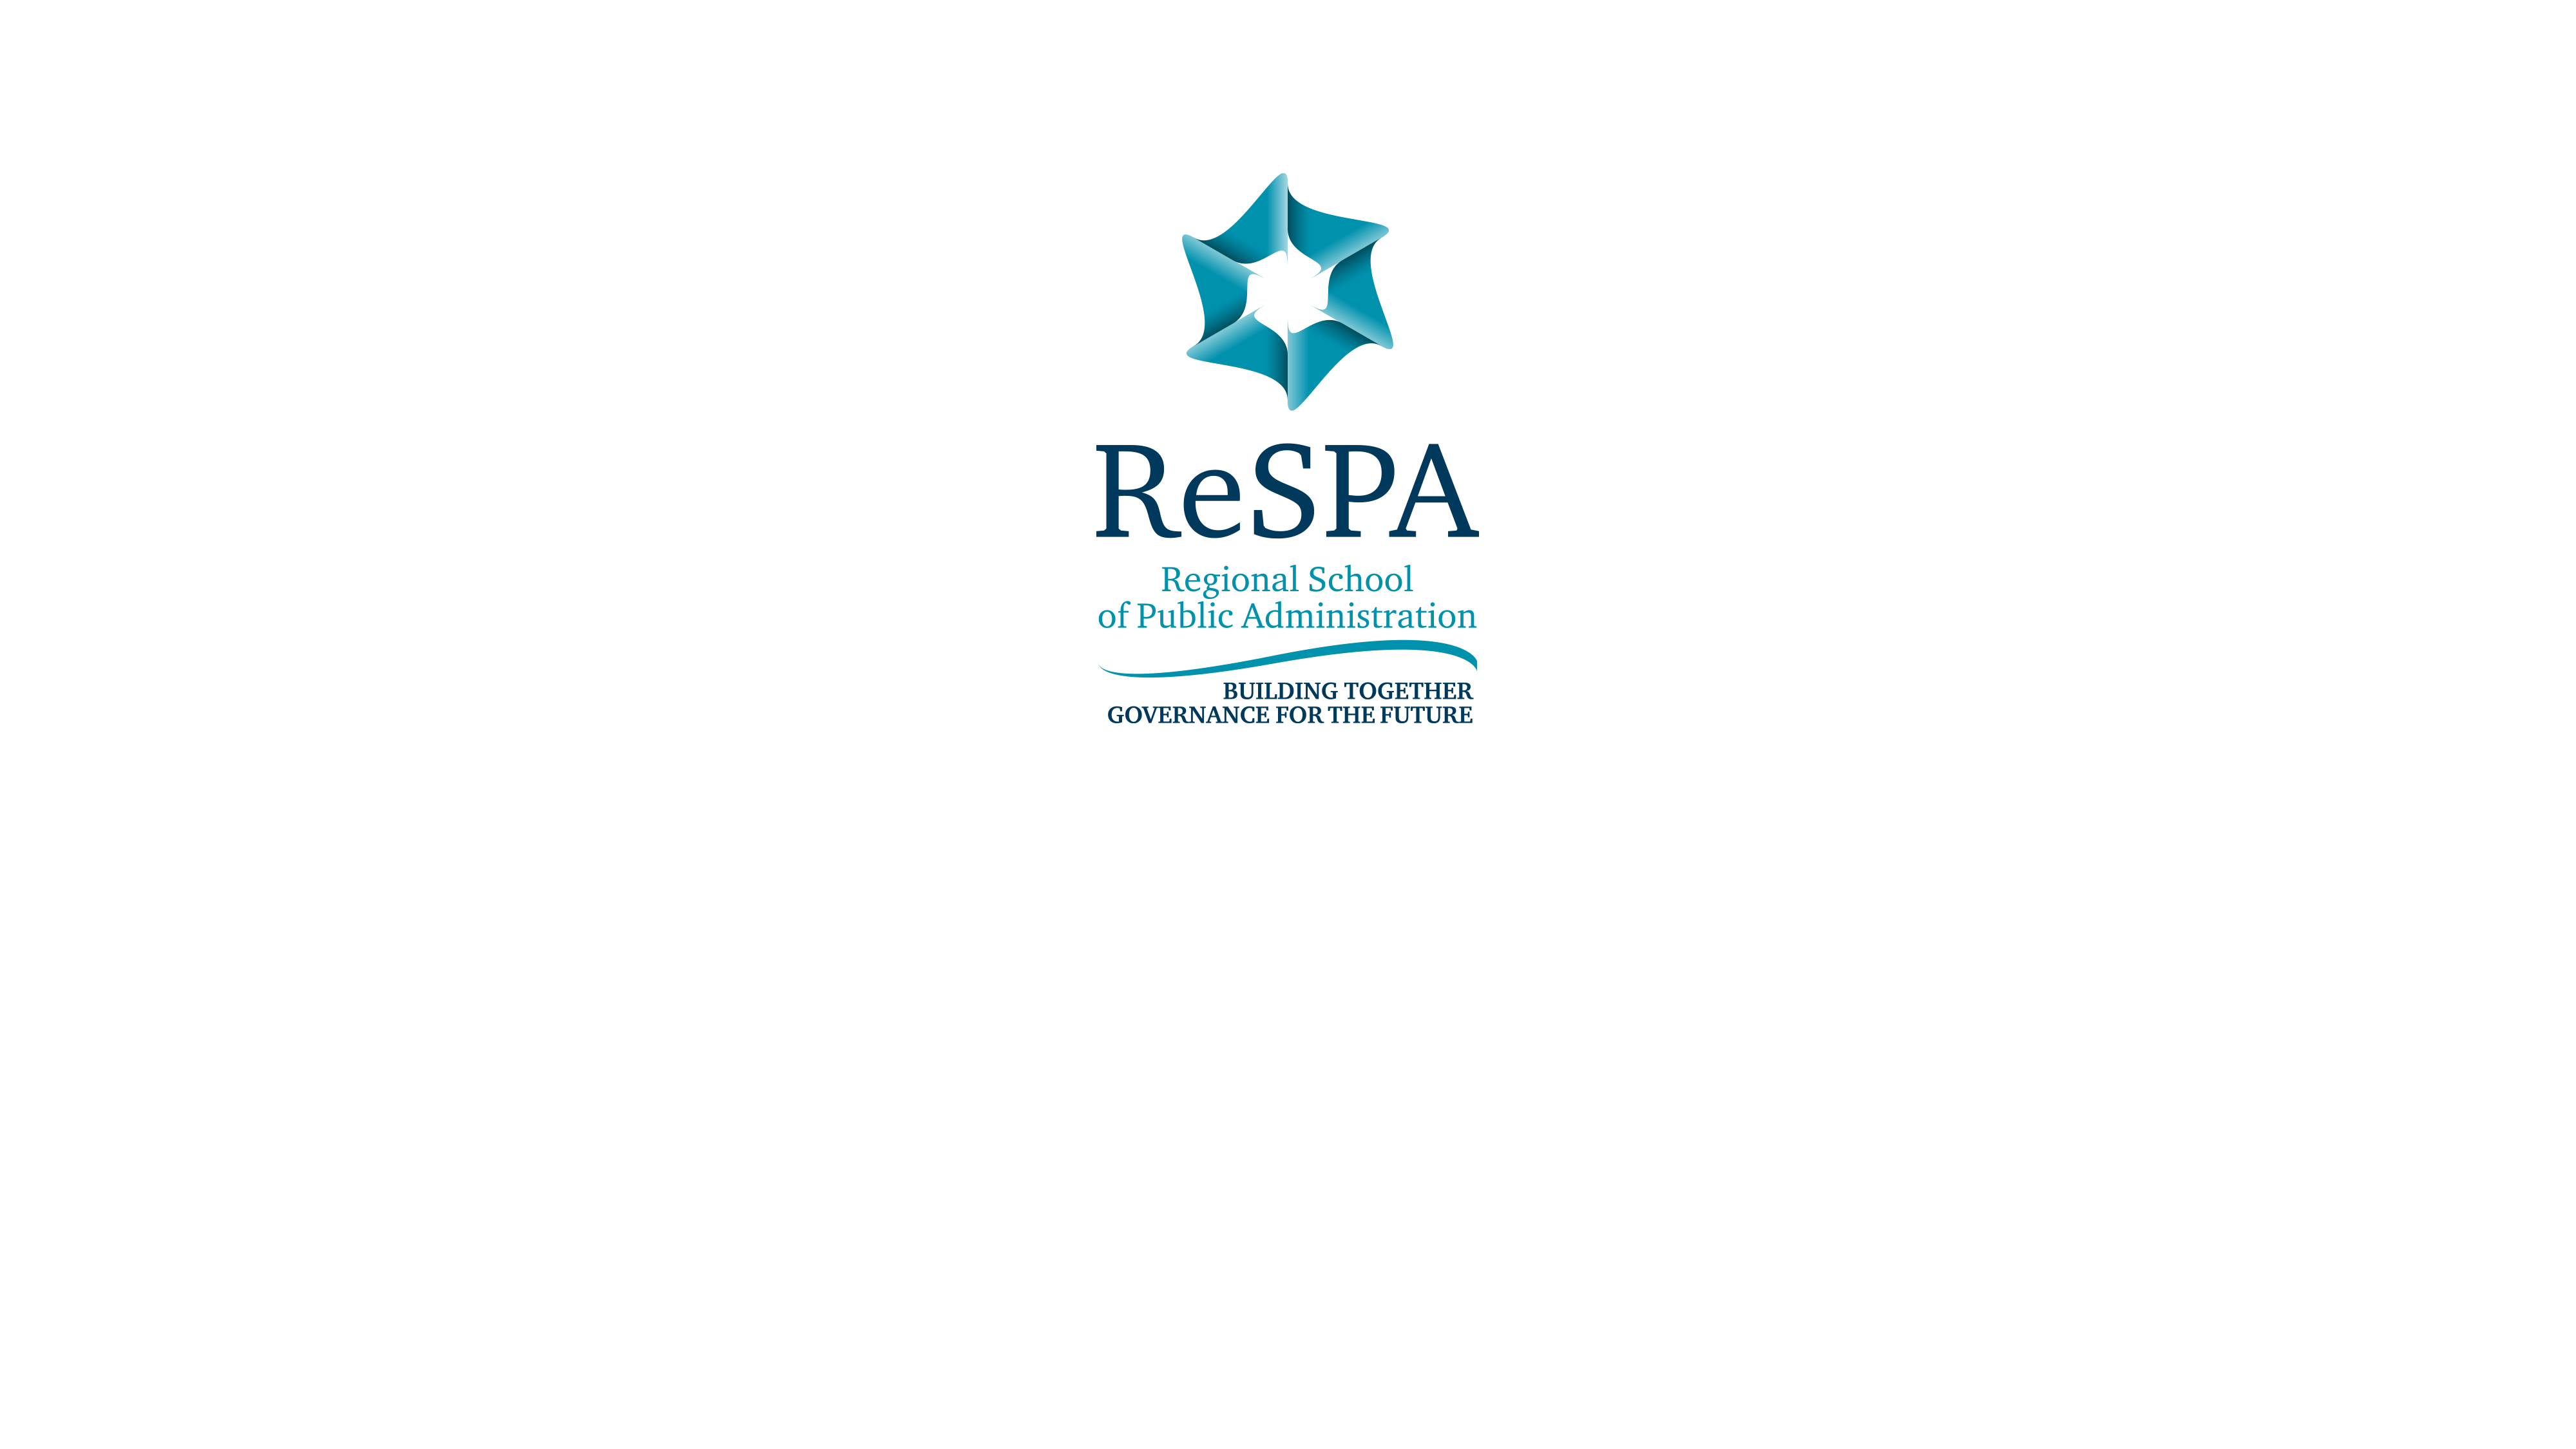 ReSPA
Regional School
of Public Administration
BUILDING TOGETHER
GOVERNANCE FOR THE FUTURE